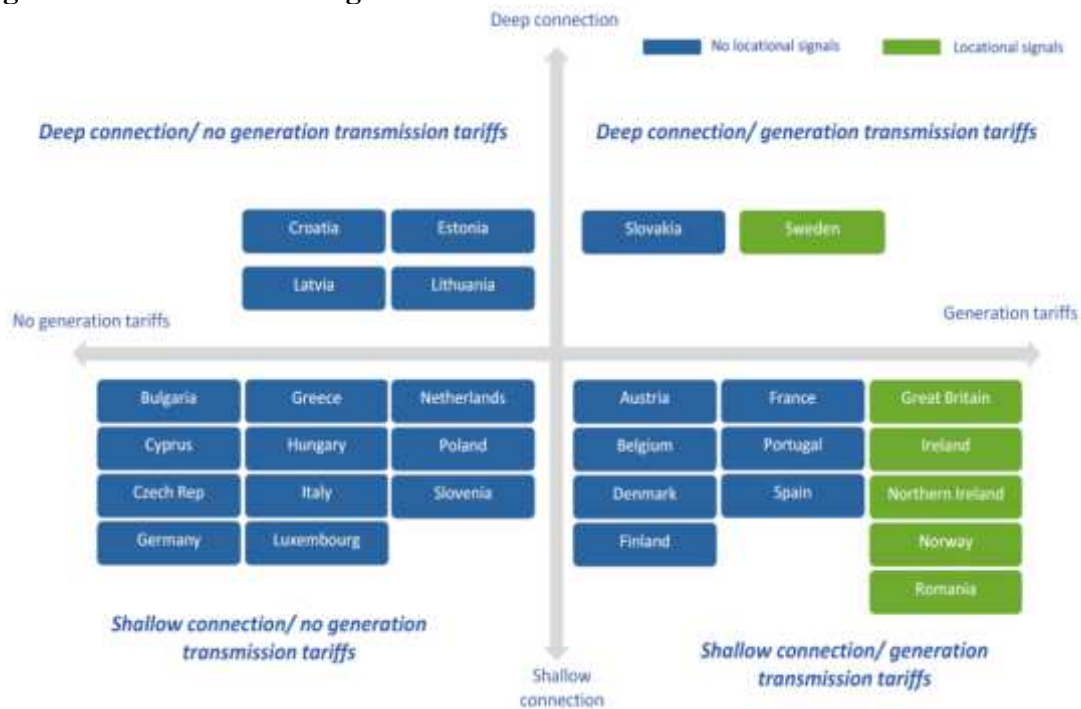 Deep connection
No locational signals
Locational signals
Deep connection/ no generation transmission tariffs
Deep connection/ generation transmission tariffs
Croatia
Estonia
Slovakia
Sweden
Latvia
Lithuania
No generation tariffs
Generation tariffs
Bulgaria
Greece
Netherlands
Austria
France
Great Britain
Cyprus
Hungary
Poland
Belgium
Portugal
Ireland
Czech Rep
Italy
Slovenia
Denmark
Spain
Northern Ireland
Germany
Luxembourg
Finland
Norway
Romania
Shallow connection/ no generation
transmission tariffs
Shallow connection/ generation
transmission tariffs
Shallow
connection